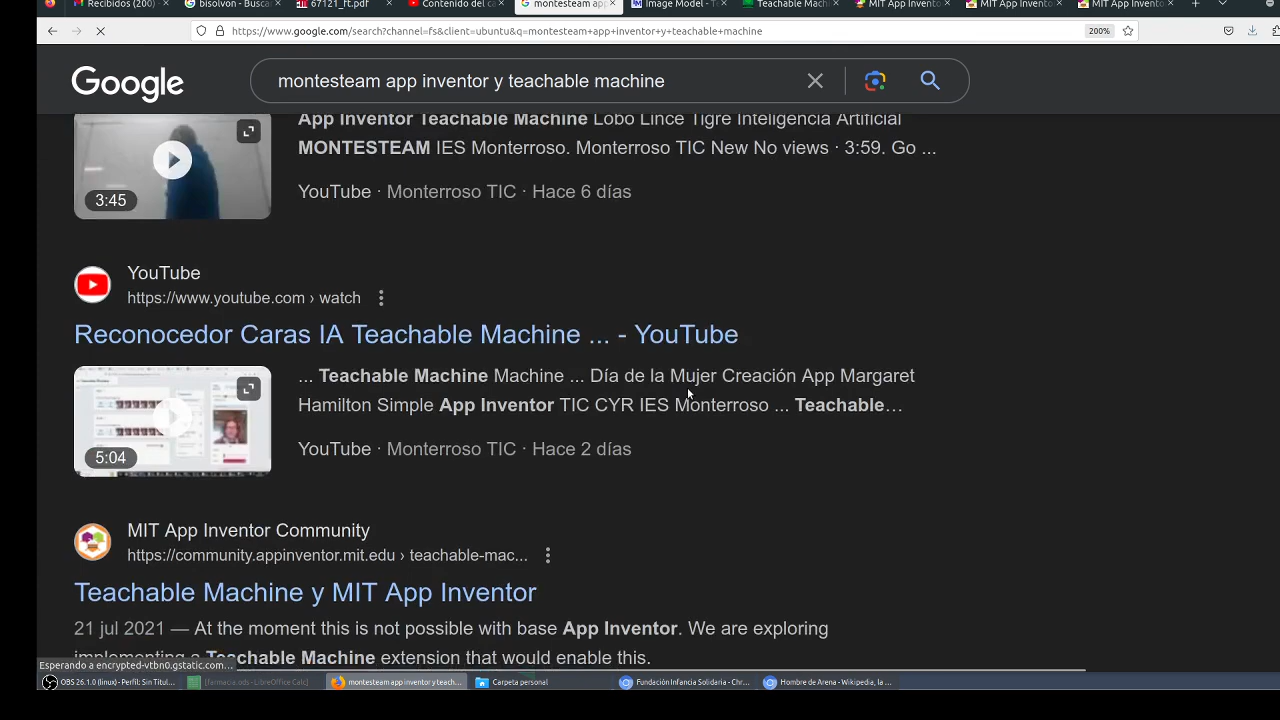 Recibidos (200)
bisolvon - Busca
67121_ft.pdf
Contenido del ca
montesteam app
Image Model - T
Teachable Machi
MIT App Invento
MIT App Invento
MIT App Invento
https://www.google.com/search?channel=fs&client=ubuntu&q=montesteam+app+inventor+y+teachable+machine
200%
Google
montesteam app inventor y teachable machine
App Inventor Teachable Machine Lobo Lince Tigre Inteligencia Artificial
MONTESTEAM IES Monterroso. Monterroso TIC New No views · 3:59. Go ...
3:45
YouTube · Monterroso TIC · Hace 6 días
YouTube
https://www.youtube.com › watch
Reconocedor Caras IA Teachable Machine ... - YouTube
... Teachable Machine Machine ... Día de la Mujer Creación App Margaret
Hamilton Simple App Inventor TIC CYR IES Monterroso ... Teachable...
5:04
YouTube · Monterroso TIC · Hace 2 días
MIT App Inventor Community
https://community.appinventor.mit.edu › teachable-mac...
Teachable Machine y MIT App Inventor
21 jul 2021 — At the moment this is not possible with base App Inventor. We are exploring
implementing a Teachable Machine extension that would enable this.
Esperando a encrypted-vtbn0.gstatic.com...
OBS 26.1.0 (linux) - Perfil: Sin Titul...
[farmacia.ods - LibreOffice Calc]
montesteam app inventor y teach...
Carpeta personal
Fundación Infancia Solidaria - Chr...
Hombre de Arena - Wikipedia, la ...